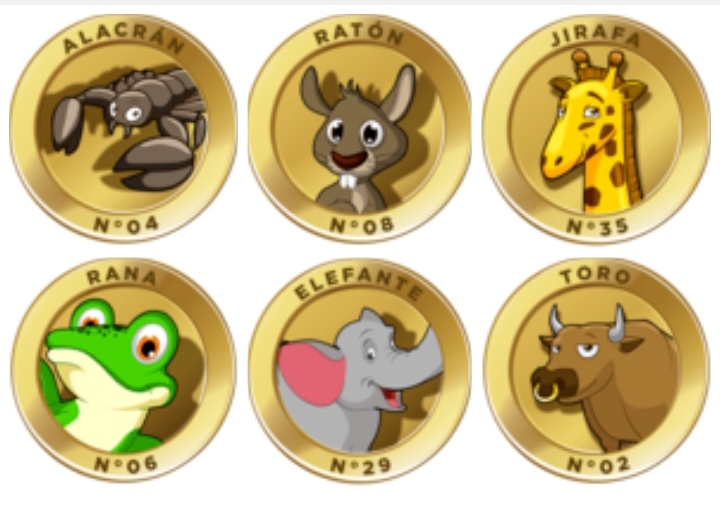 ALACRÁN
N°04
RATÓN
N°08
JIRAFA
N°35
RANA
N°06
ELEFANTE
N°29
TORO
N°02